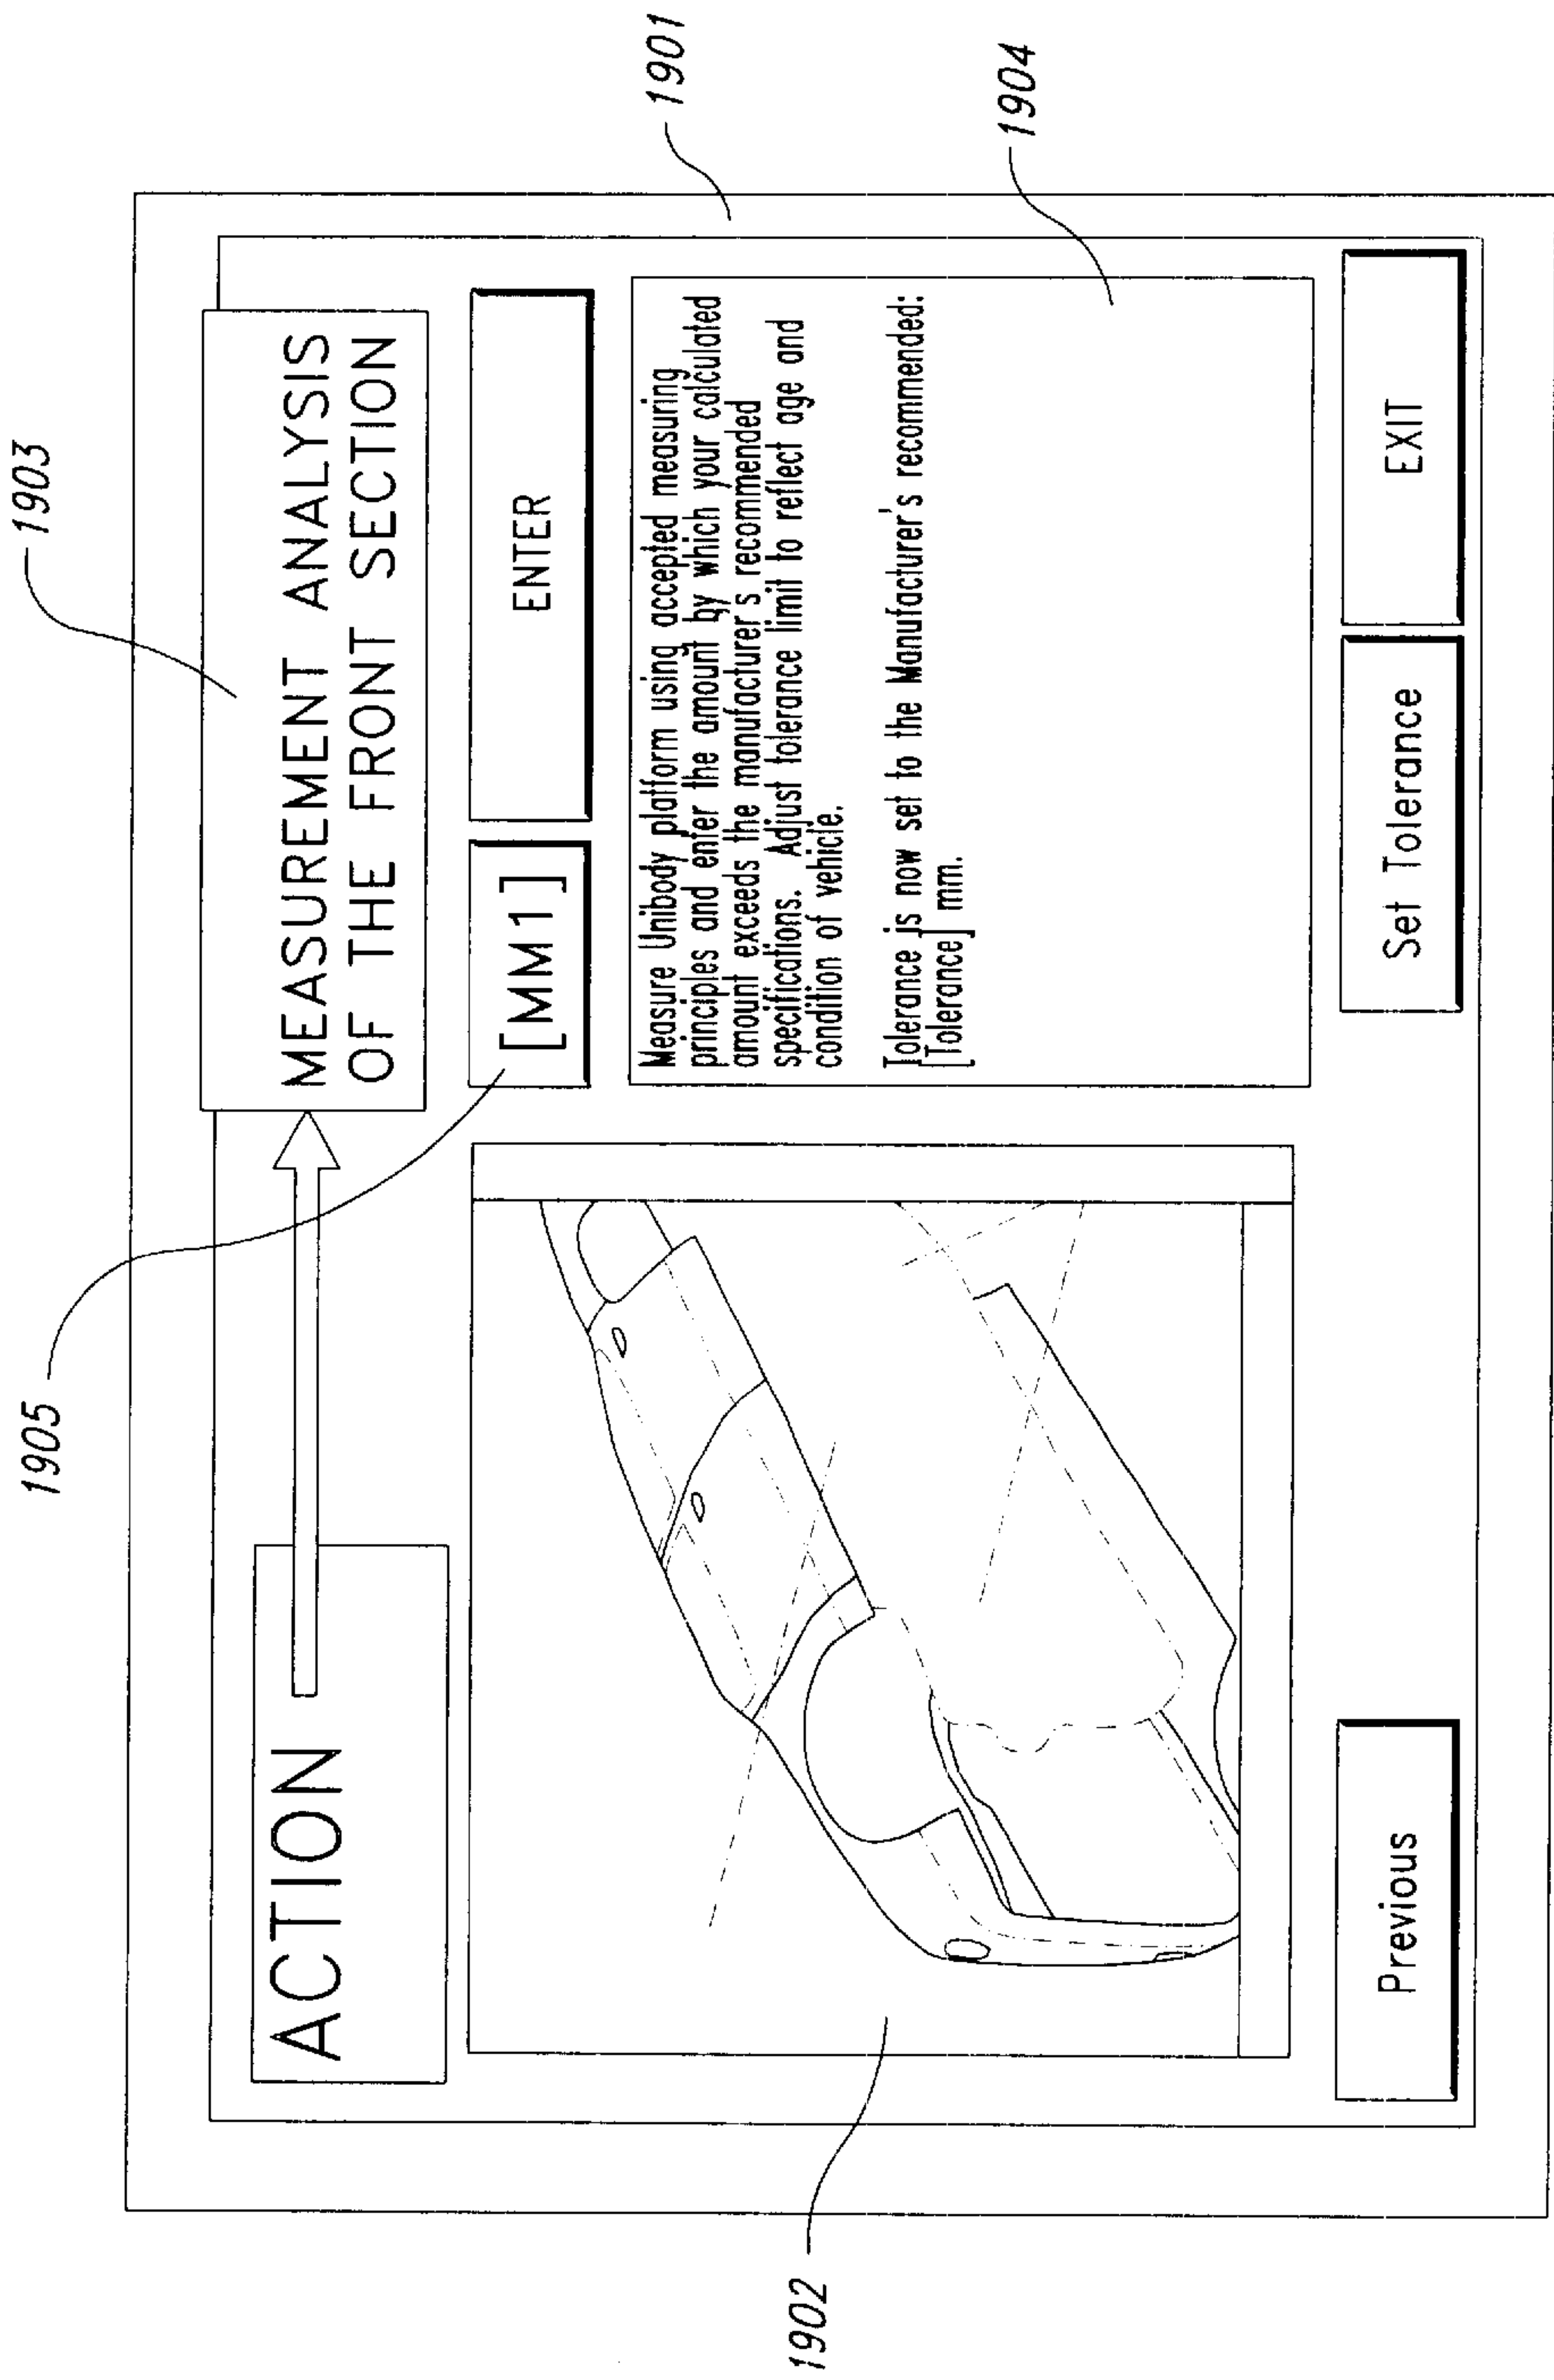 1903
1905
1901
ACTION
MEASUREMENT ANALYSIS
OF THE FRONT SECTION
[MM1]
ENTER
Measure Unibody platform using accepted measuring
principles and enter the amount by which your calculated
amount exceeds the manufacturer's recommended
specifications. Adjust tolerance limit to reflect age and
condition of vehicle.
Tolerance is now set to the Manufacturer's recommended:
[Tolerance] mm.
1902
1904
Previous
Set Tolerance
EXIT